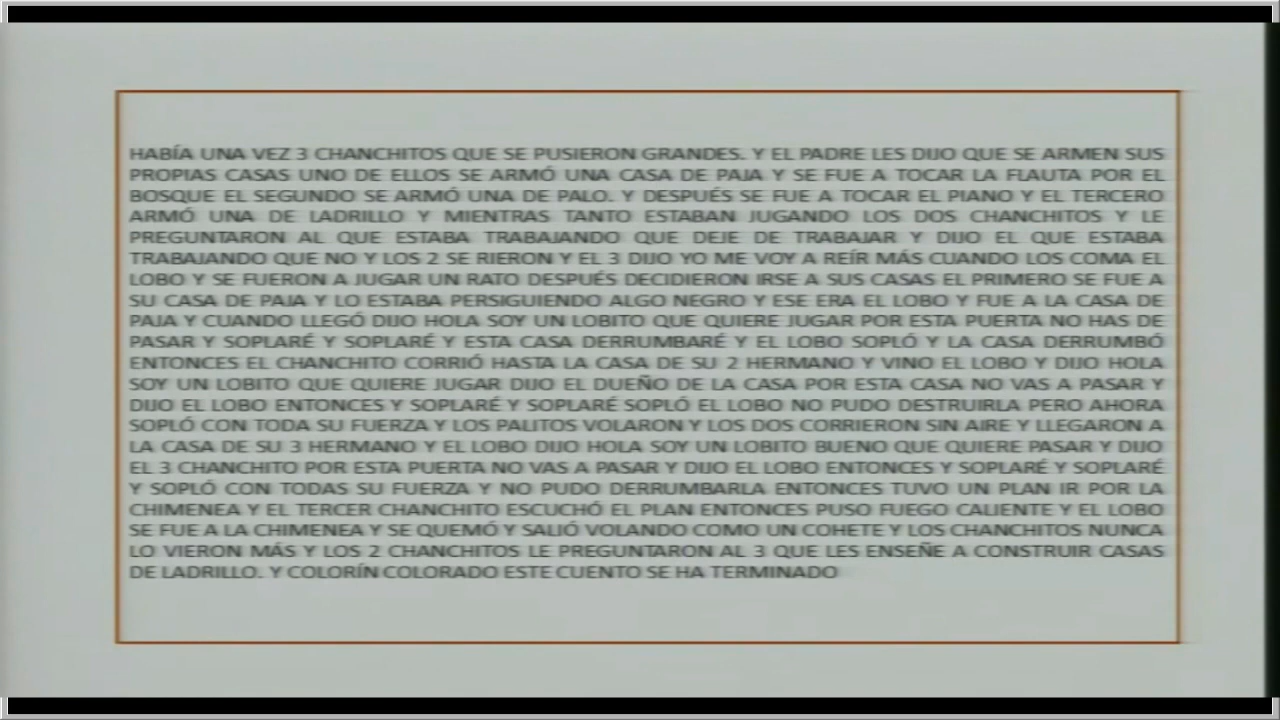 HABÍA UNA VEZ 3 CHANCHITOS QUE SE PUSIERON GRANDES. Y EL PADRE LES DIJO QUE SE ARMEN SUS
PROPIAS CASAS UNO DE ELLOS SE ARMÓ UNA CASA DE PAJA Y SE FUE A TOCAR LA FLAUTA POR EL
BOSQUE EL SEGUNDO SE ARMÓ UNA DE PALO. Y DESPUÉS SE FUE A TOCAR EL PIANO Y EL TERCERO
ARMÓ UNA DE LADRILLO Y MIENTRAS TANTO ESTABAN JUGANDO LOS DOS CHANCHITOS Y LE
PREGUNTARON AL QUE ESTABA TRABAJANDO QUE DEJE DE TRABAJAR Y DIJO EL QUE ESTABA
TRABAJANDO QUE NO Y LOS 2 SE RIERON Y EL 3 DIJO YO ME VOY A REÍR MÁS CUANDO LOS COMA EL
LOBO Y SE FUERON A JUGAR UN RATO DESPUÉS DECIDIERON IRSE A SUS CASAS EL PRIMERO SE FUE A
SU CASA DE PAJA Y LO ESTABA PERSIGUIENDO ALGO NEGRO Y ESE ERA EL LOBO Y FUE A LA CASA DE
PAJA Y CUANDO LLEGÓ DIJO HOLA SOY UN LOBITO QUE QUIERE JUGAR POR ESTA PUERTA NO HAS DE
PASAR Y SOPLARÉ Y SOPLARÉ Y ESTA CASA DERRUMBARÉ Y EL LOBO SOPLÓ Y LA CASA DERRUMBÓ
ENTONCES EL CHANCHITO CORRIÓ HASTA LA CASA DE SU 2 HERMANO Y VINO EL LOBO Y DIJO HOLA
SOY UN LOBITO QUE QUIERE JUGAR DIJO EL DUEÑO DE LA CASA POR ESTA CASA NO VAS A PASAR Y
DIJO EL LOBO ENTONCES Y SOPLARÉ Y SOPLARÉ SOPLÓ EL LOBO NO PUDO DESTRUIRLA PERO AHORA
SOPLÓ CON TODA SU FUERZA Y LOS PALITOS VOLARON Y LOS DOS CORRIERON SIN AIRE Y LLEGARON A
LA CASA DE SU 3 HERMANO Y EL LOBO DIJO HOLA SOY UN LOBITO BUENO QUE QUIERE PASAR Y DIJO
EL 3 CHANCHITO POR ESTA PUERTA NO VAS A PASAR Y DIJO EL LOBO ENTONCES Y SOPLARÉ Y SOPLARÉ
Y SOPLÓ CON TODAS SU FUERZA Y NO PUDO DERRUMBARLA ENTONCES TUVO UN PLAN IR POR LA
CHIMENEA Y EL TERCER CHANCHITO ESCUCHÓ EL PLAN ENTONCES PUSO FUEGO CALIENTE Y EL LOBO
SE FUE A LA CHIMENEA Y SE QUEMÓ Y SALIÓ VOLANDO COMO UN COHETE Y LOS CHANCHITOS NUNCA
LO VIERON MÁS Y LOS 2 CHANCHITOS LE PREGUNTARON AL 3 QUE LES ENSEÑE A CONSTRUIR CASAS
DE LADRILLO. Y COLORÍN COLORADO ESTE CUENTO SE HA TERMINADO